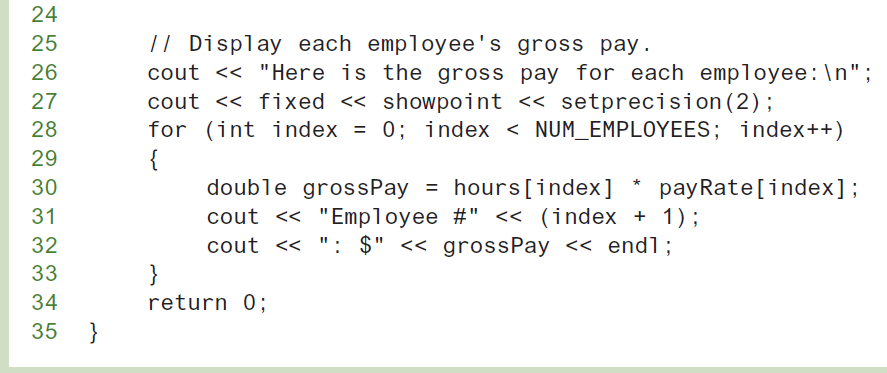 24
25 // Display each employee's gross pay.
26 cout << "Here is the gross pay for each employee:\n";
27 cout << fixed << showpoint << setprecision(2);
28 for (int index = 0; index < NUM_EMPLOYEES; index++)
29 {
30 double grossPay = hours[index] * payRate[index];
31 cout << "Employee #" << (index + 1);
32 cout << ": $" << grossPay << endl;
33 }
34 return 0;
35 }